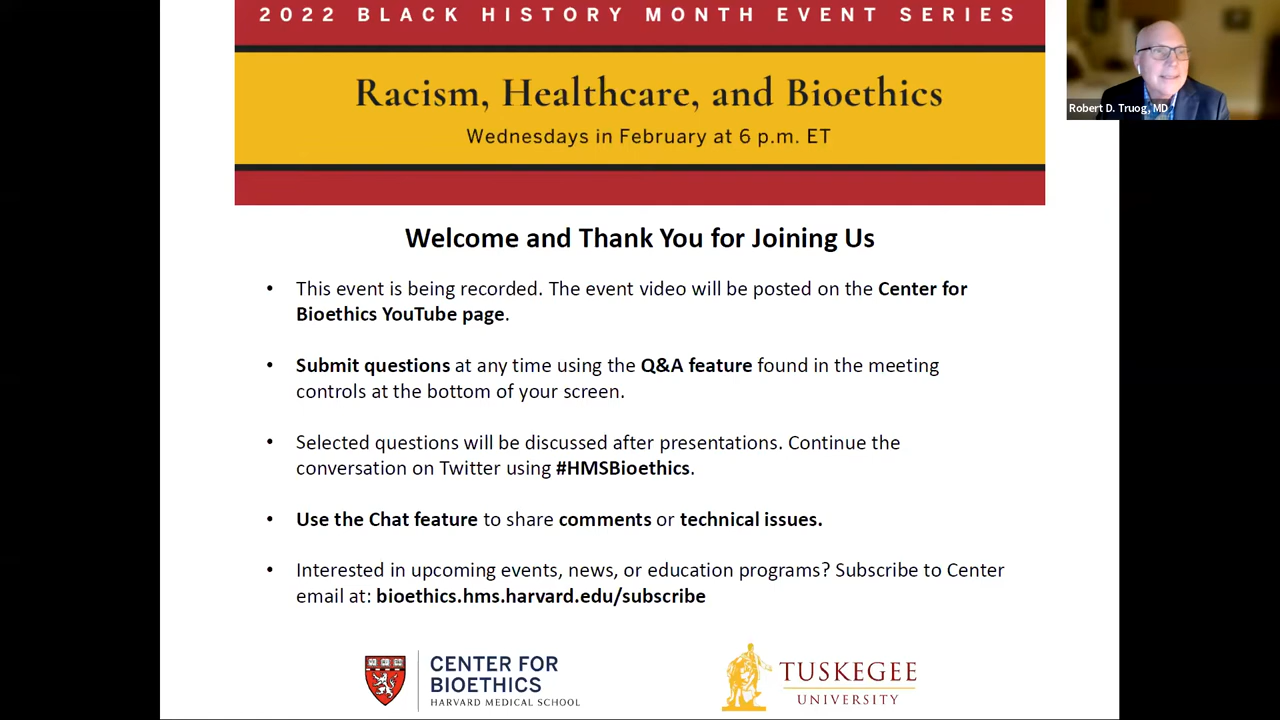 2022 BLACK HISTORY MONTH EVENT SERIES
Racism, Healthcare, and Bioethics
Wednesdays in February at 6 p.m. ET
Robert D. Truog, MD
Welcome and Thank You for Joining Us
• This event is being recorded. The event video will be posted on the Center for
Bioethics YouTube page.
• Submit questions at any time using the Q&A feature found in the meeting
controls at the bottom of your screen.
• Selected questions will be discussed after presentations. Continue the
conversation on Twitter using #HMSBioethics.
• Use the Chat feature to share comments or technical issues.
• Interested in upcoming events, news, or education programs? Subscribe to Center
email at: bioethics.hms.harvard.edu/subscribe
CENTER FOR
BIOETHICS
HARVARD MEDICAL SCHOOL
TUSKEGEE
UNIVERSITY